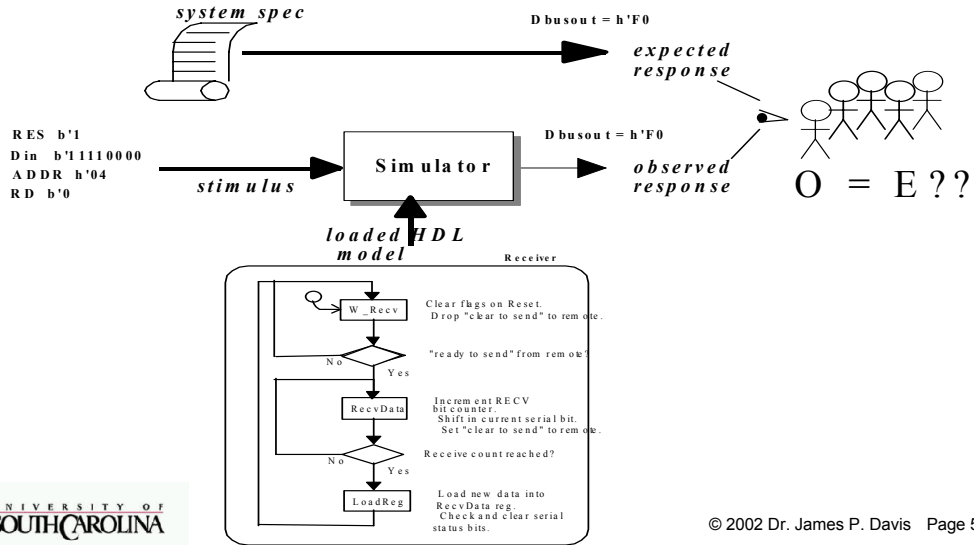 system spec
Dbusout = h'F0
expected
response
RES b'1
Din b'11110000
ADDR h'04
RD b'0
stimulus
Simulator
Dbusout = h'F0
observed
response
O = E ??
loaded HDL
model
Receiver
W_Recv
Clear flags on Reset.
Drop "clear to send" to remote.
"ready to send" from remote?
No
Yes
RecvData
Increment RECV
bit counter.
Shift in current serial bit.
Set "clear to send" to remote.
Receive count reached?
No
Yes
LoadReg
Load new data into
RecvData reg.
Check and clear serial
status bits.
UNIVERSITY OF
SOUTH CAROLINA
© 2002 Dr. James P. Davis Page 5